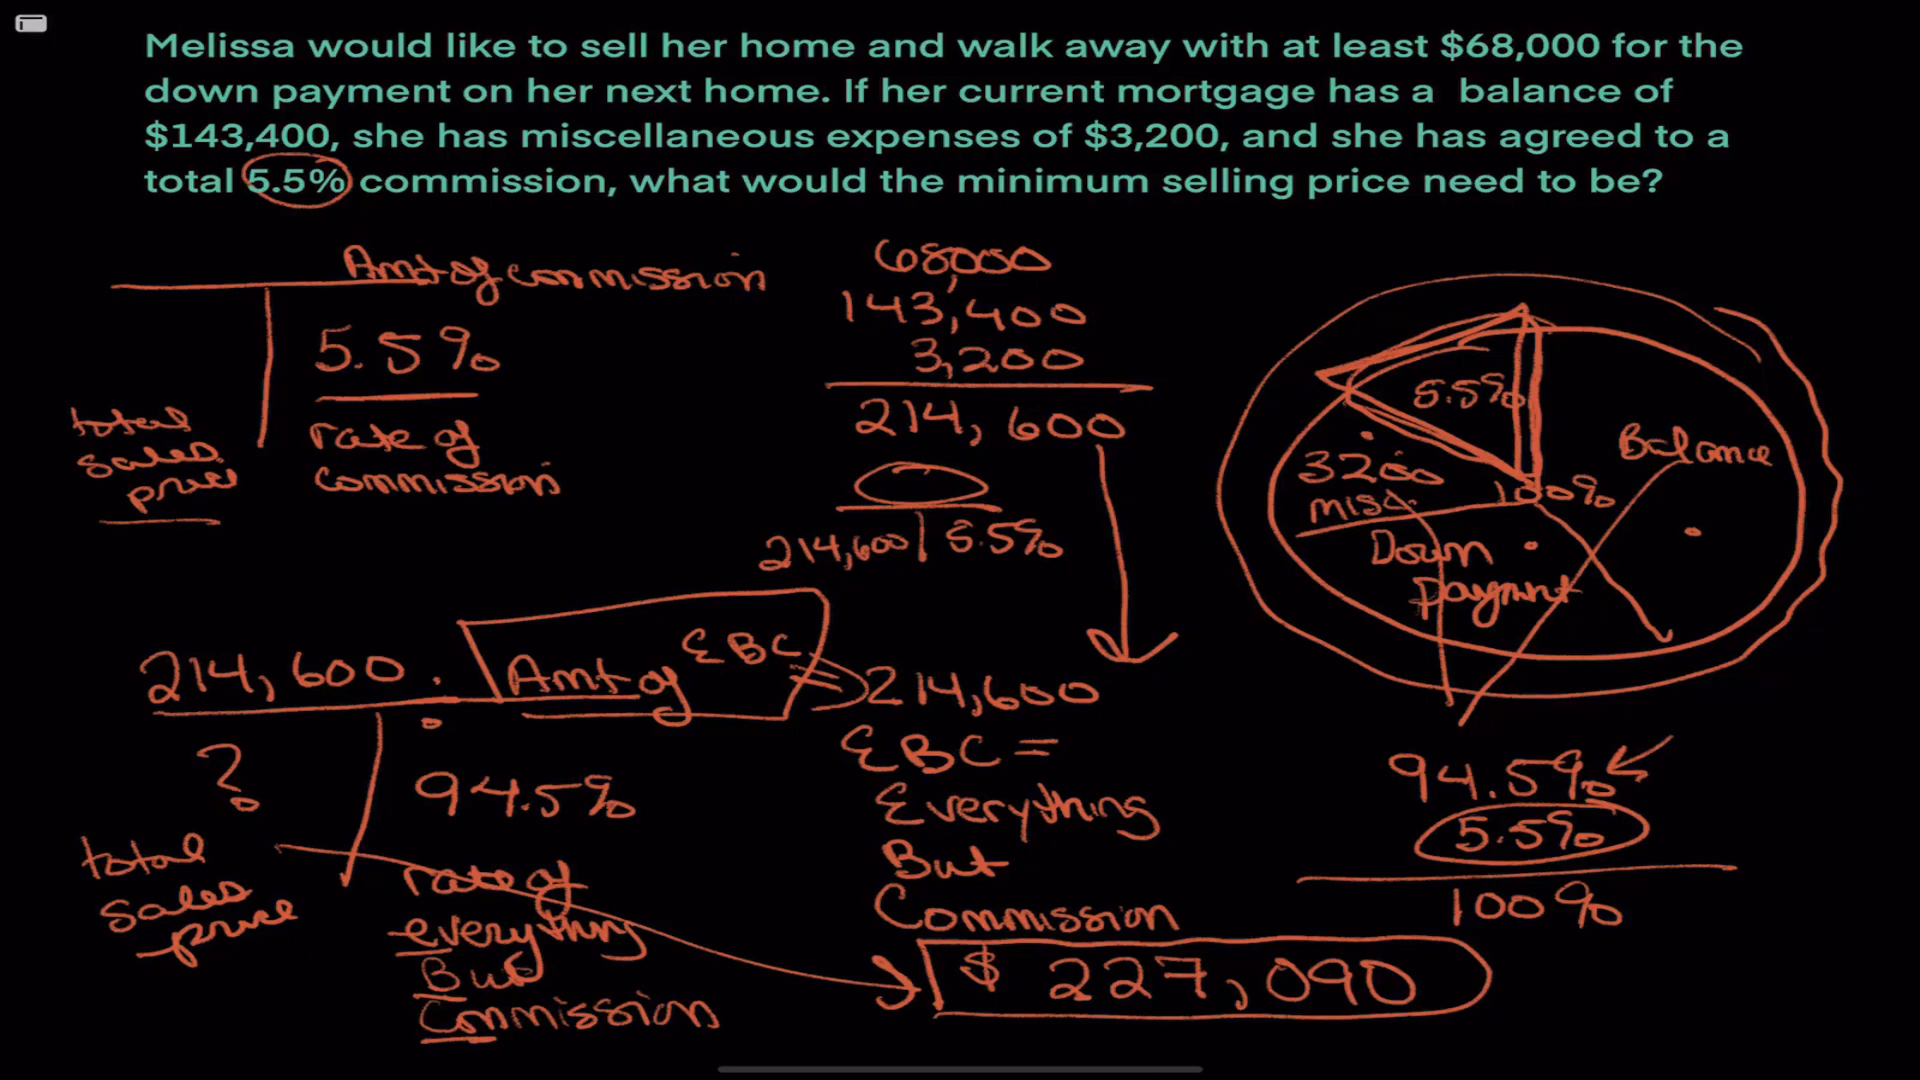 Melissa would like to sell her home and walk away with at least $68,000 for the
down payment on her next home. If her current mortgage has a balance of
$143,400, she has miscellaneous expenses of $3,200, and she has agreed to a
total 5.5% commission, what would the minimum selling price need to be?
Amt of commission
5.5%
total
sales
price
rate of
commission
68,000
143,400
3,200
214,600
214,600
5.5%
5.5%
3200
misc.
100%
Balance
Down
payment
214,600
Amt of EBC
=
214,600
?
94.5%
total
sales
price
rate of
everything
But
Commission
EBC =
Everything
But
Commission
94.5%
5.5%
100%
$ 227,090